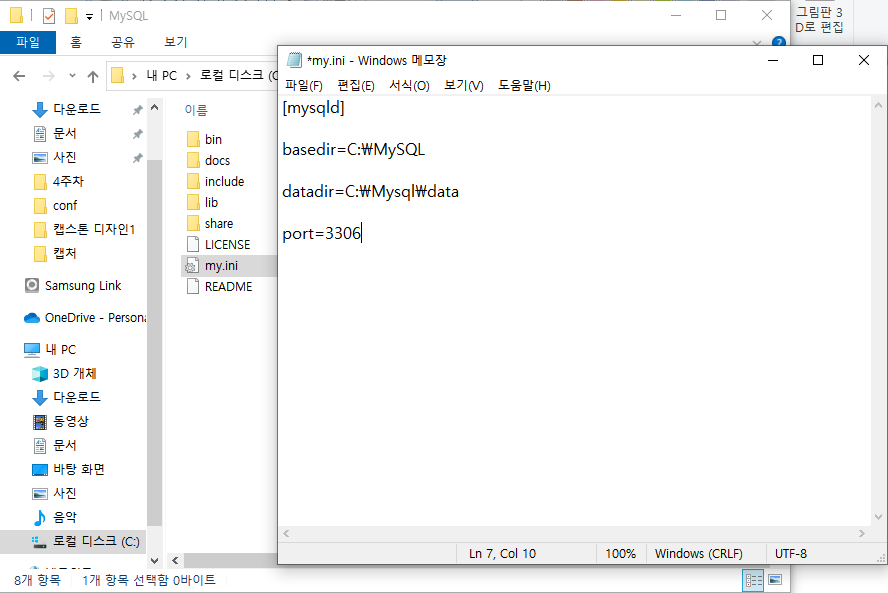 MySQL
그림판 3
D로 편집
파일 홈 공유 보기
내 PC 로컬 디스크 (C
다운로드
문서
사진
4주차
conf
캡스톤 디자인1
캡처
Samsung Link
OneDrive - Persona
내 PC
3D 개체
다운로드
동영상
문서
바탕 화면
사진
음악
로컬 디스크 (C:)
이름
bin
docs
include
lib
share
LICENSE
my.ini
README
8개 항목 1개 항목 선택함 0바이트
*my.ini - Windows 메모장
파일(F) 편집(E) 서식(O) 보기(V) 도움말(H)
[mysqld]
basedir=C:₩MySQL
datadir=C:₩Mysql₩data
port=3306
Ln 7, Col 10 100% Windows (CRLF) UTF-8